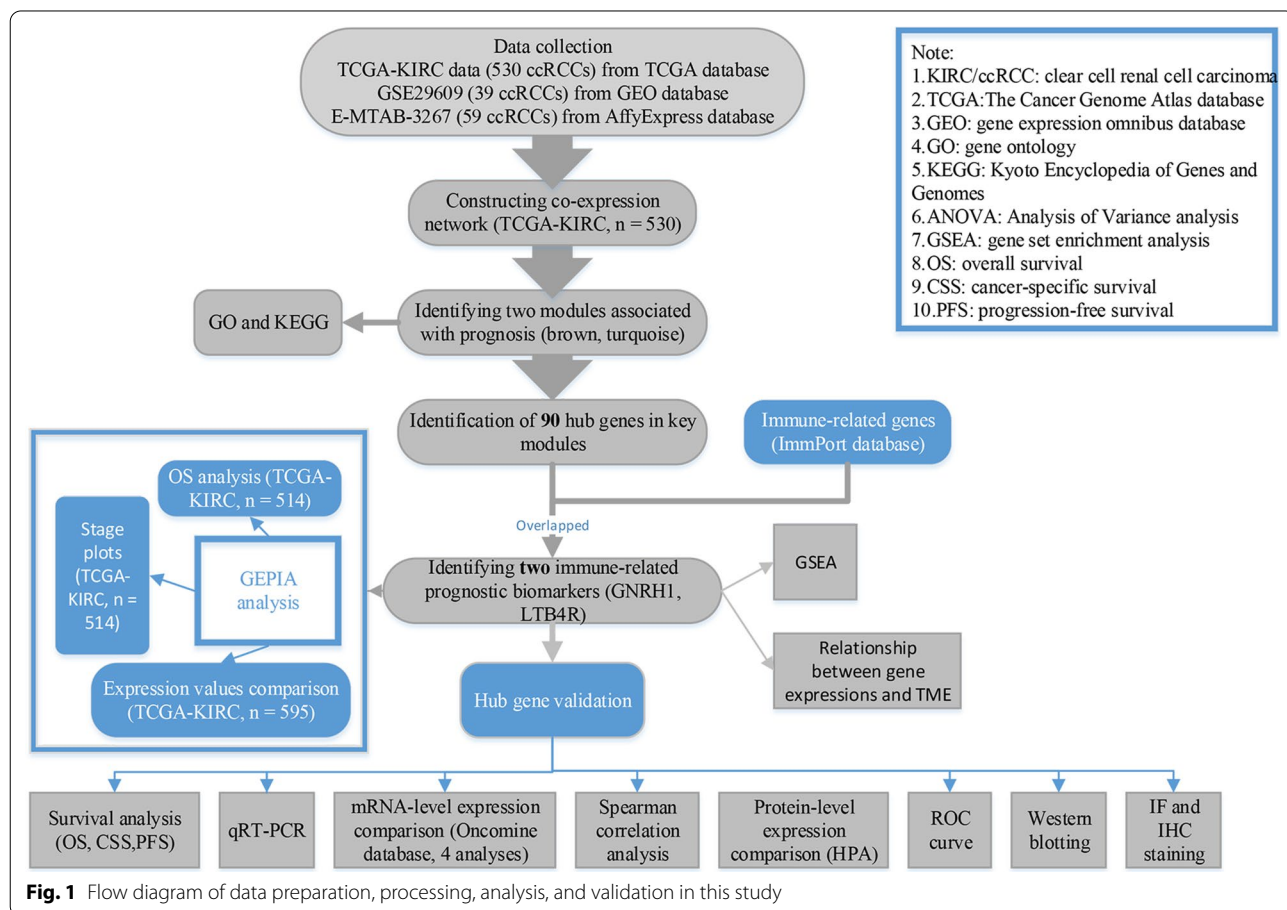 Data collection
TCGA-KIRC data (530 ccRCCs) from TCGA database
GSE29609 (39 ccRCCs) from GEO database
E-MTAB-3267 (59 ccRCCs) from AffyExpress database
Note:
1.KIRC/ccRCC: clear cell renal cell carcinoma
2.TCGA:The Cancer Genome Atlas database
3.GEO: gene expression omnibus database
4.GO: gene ontology
5.KEGG: Kyoto Encyclopedia of Genes and
Genomes
6.ANOVA: Analysis of Variance analysis
7.GSEA: gene set enrichment analysis
8.OS: overall survival
9.CSS: cancer-specific survival
10.PFS: progression-free survival
Constructing co-expression
network (TCGA-KIRC, n = 530)
GO and KEGG
Identifying two modules associated
with prognosis (brown, turquoise)
Identification of 90 hub genes in key
modules
Immune-related genes
(ImmPort database)
Overlapped
Identifying two immune-related
prognostic biomarkers (GNRH1,
LTB4R)
GSEA
Relationship
between gene
expressions and TME
OS analysis (TCGA-
KIRC, n = 514)
Stage
plots
(TCGA-
KIRC, n =
514)
GEPIA
analysis
Expression values comparison
(TCGA-KIRC, n = 595)
Hub gene validation
Survival analysis
(OS, CSS,PFS)
qRT-PCR
mRNA-level expression
comparison (Oncomine
database, 4 analyses)
Spearman
correlation
analysis
Protein-level
expression
comparison (HPA)
ROC
curve
Western
blotting
IF and
IHC
staining
Fig. 1 Flow diagram of data preparation, processing, analysis, and validation in this study